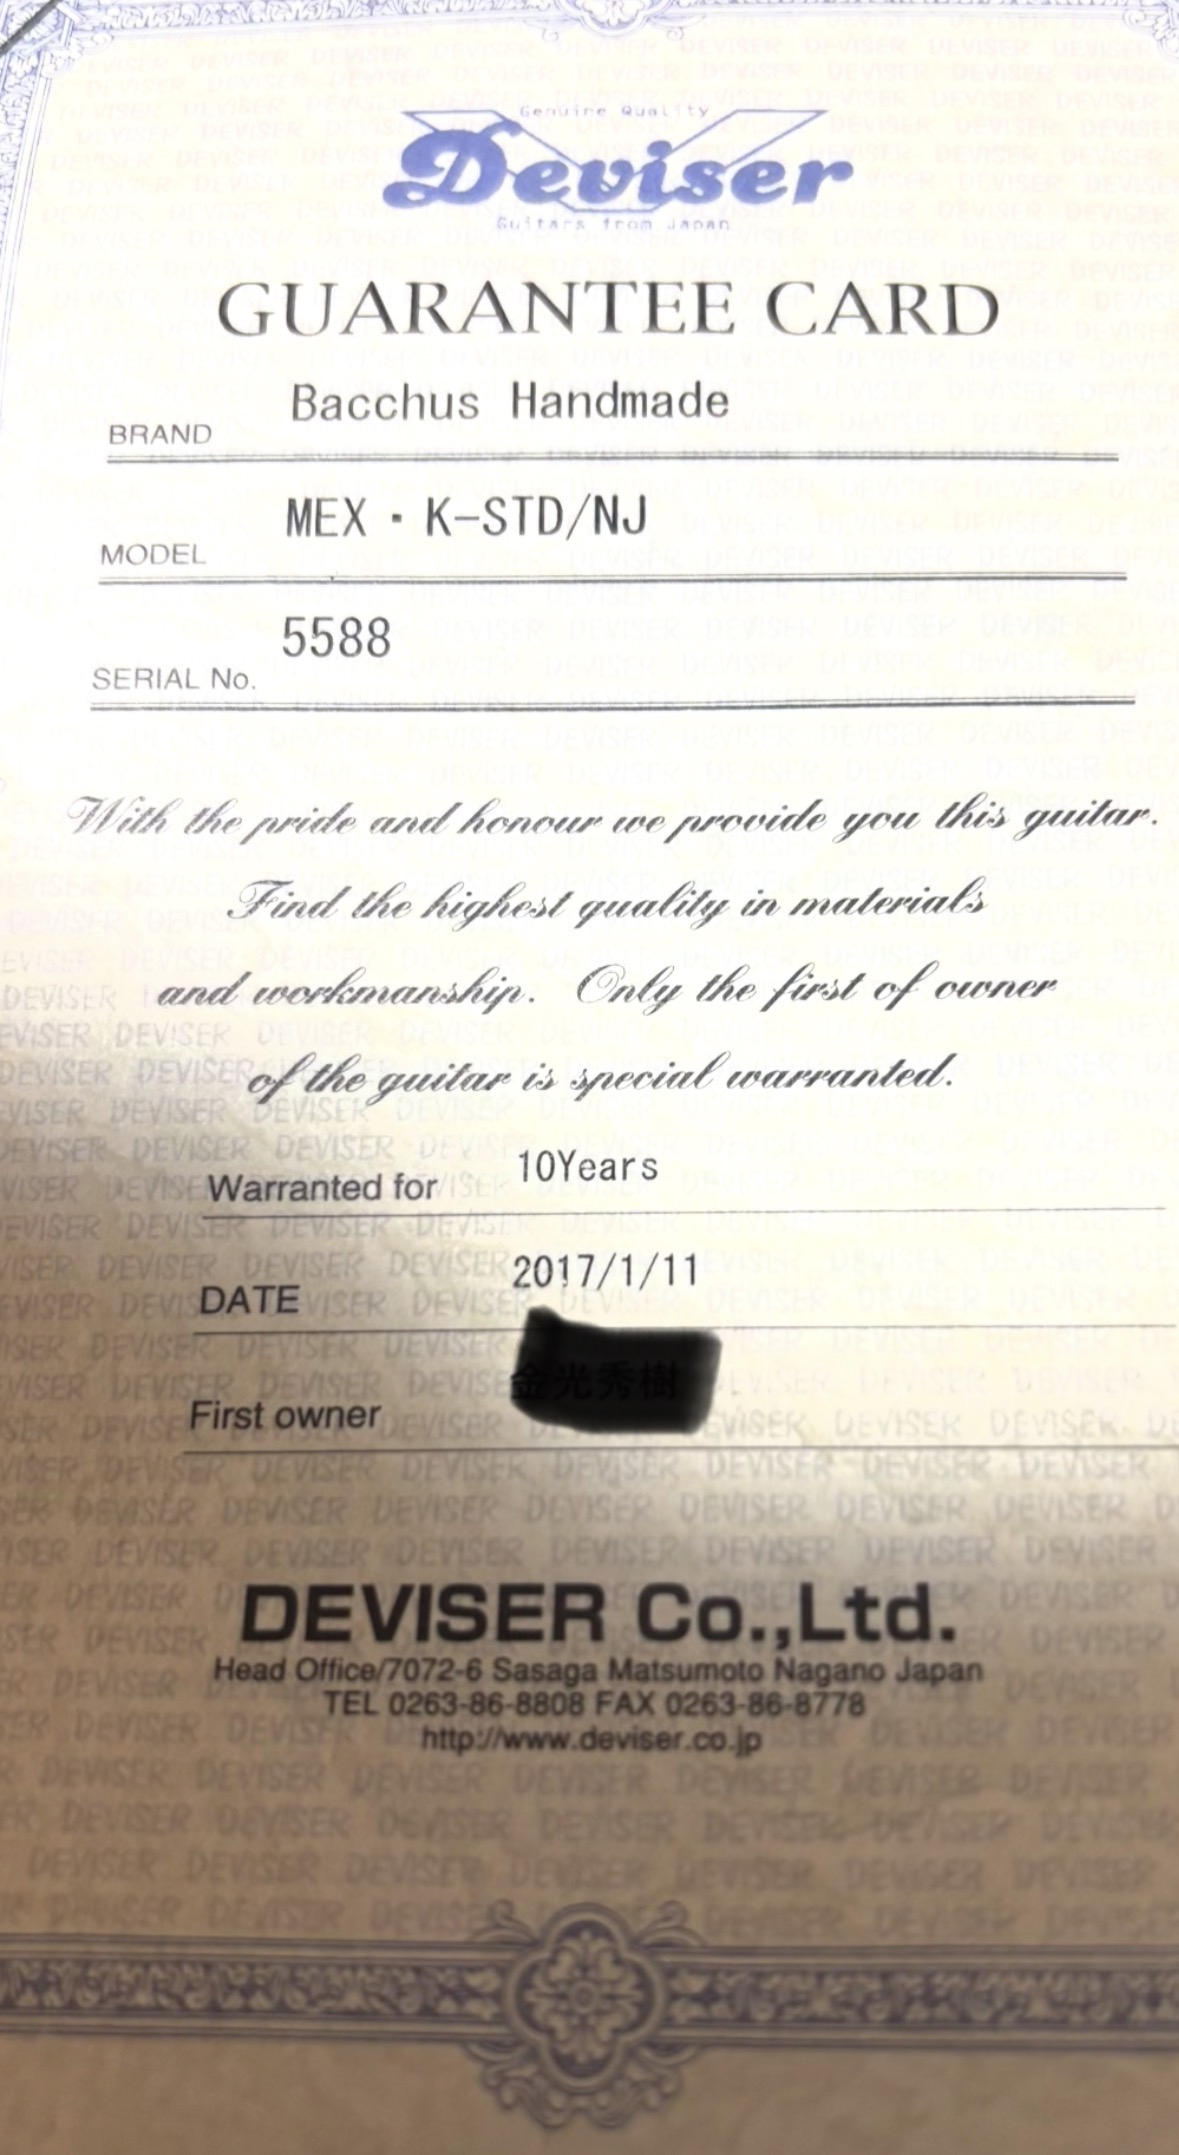 Genuine Quality
Deviser
Guitars from Japan
GUARANTEE CARD
BRAND Bacchus Handmade
MODEL MEX・K-STD/NJ
SERIAL No. 5588
With the pride and honour we provide you this guitar.
Find the highest quality in materials
and workmanship. Only the first of owner
of the guitar is special warranted.
Warranted for 10Years
DATE 2017/1/11
First owner
DEVISER Co.,Ltd.
Head Office/7072-6 Sasaga Matsumoto Nagano Japan
TEL 0263-86-8808 FAX 0263-86-8778
http://www.deviser.co.jp